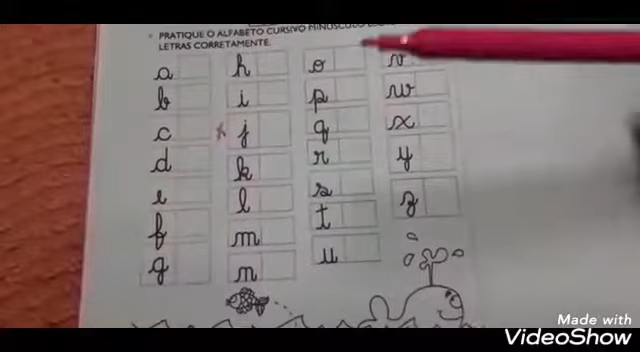 PRATIQUE O ALFABETO CURSIVO MINÚSCULO
LETRAS CORRETAMENTE.
a
b
c
d
e
f
g
h
i
j
k
l
m
n
o
p
q
r
s
t
u
v
w
x
y
z
Made with
VideoShow